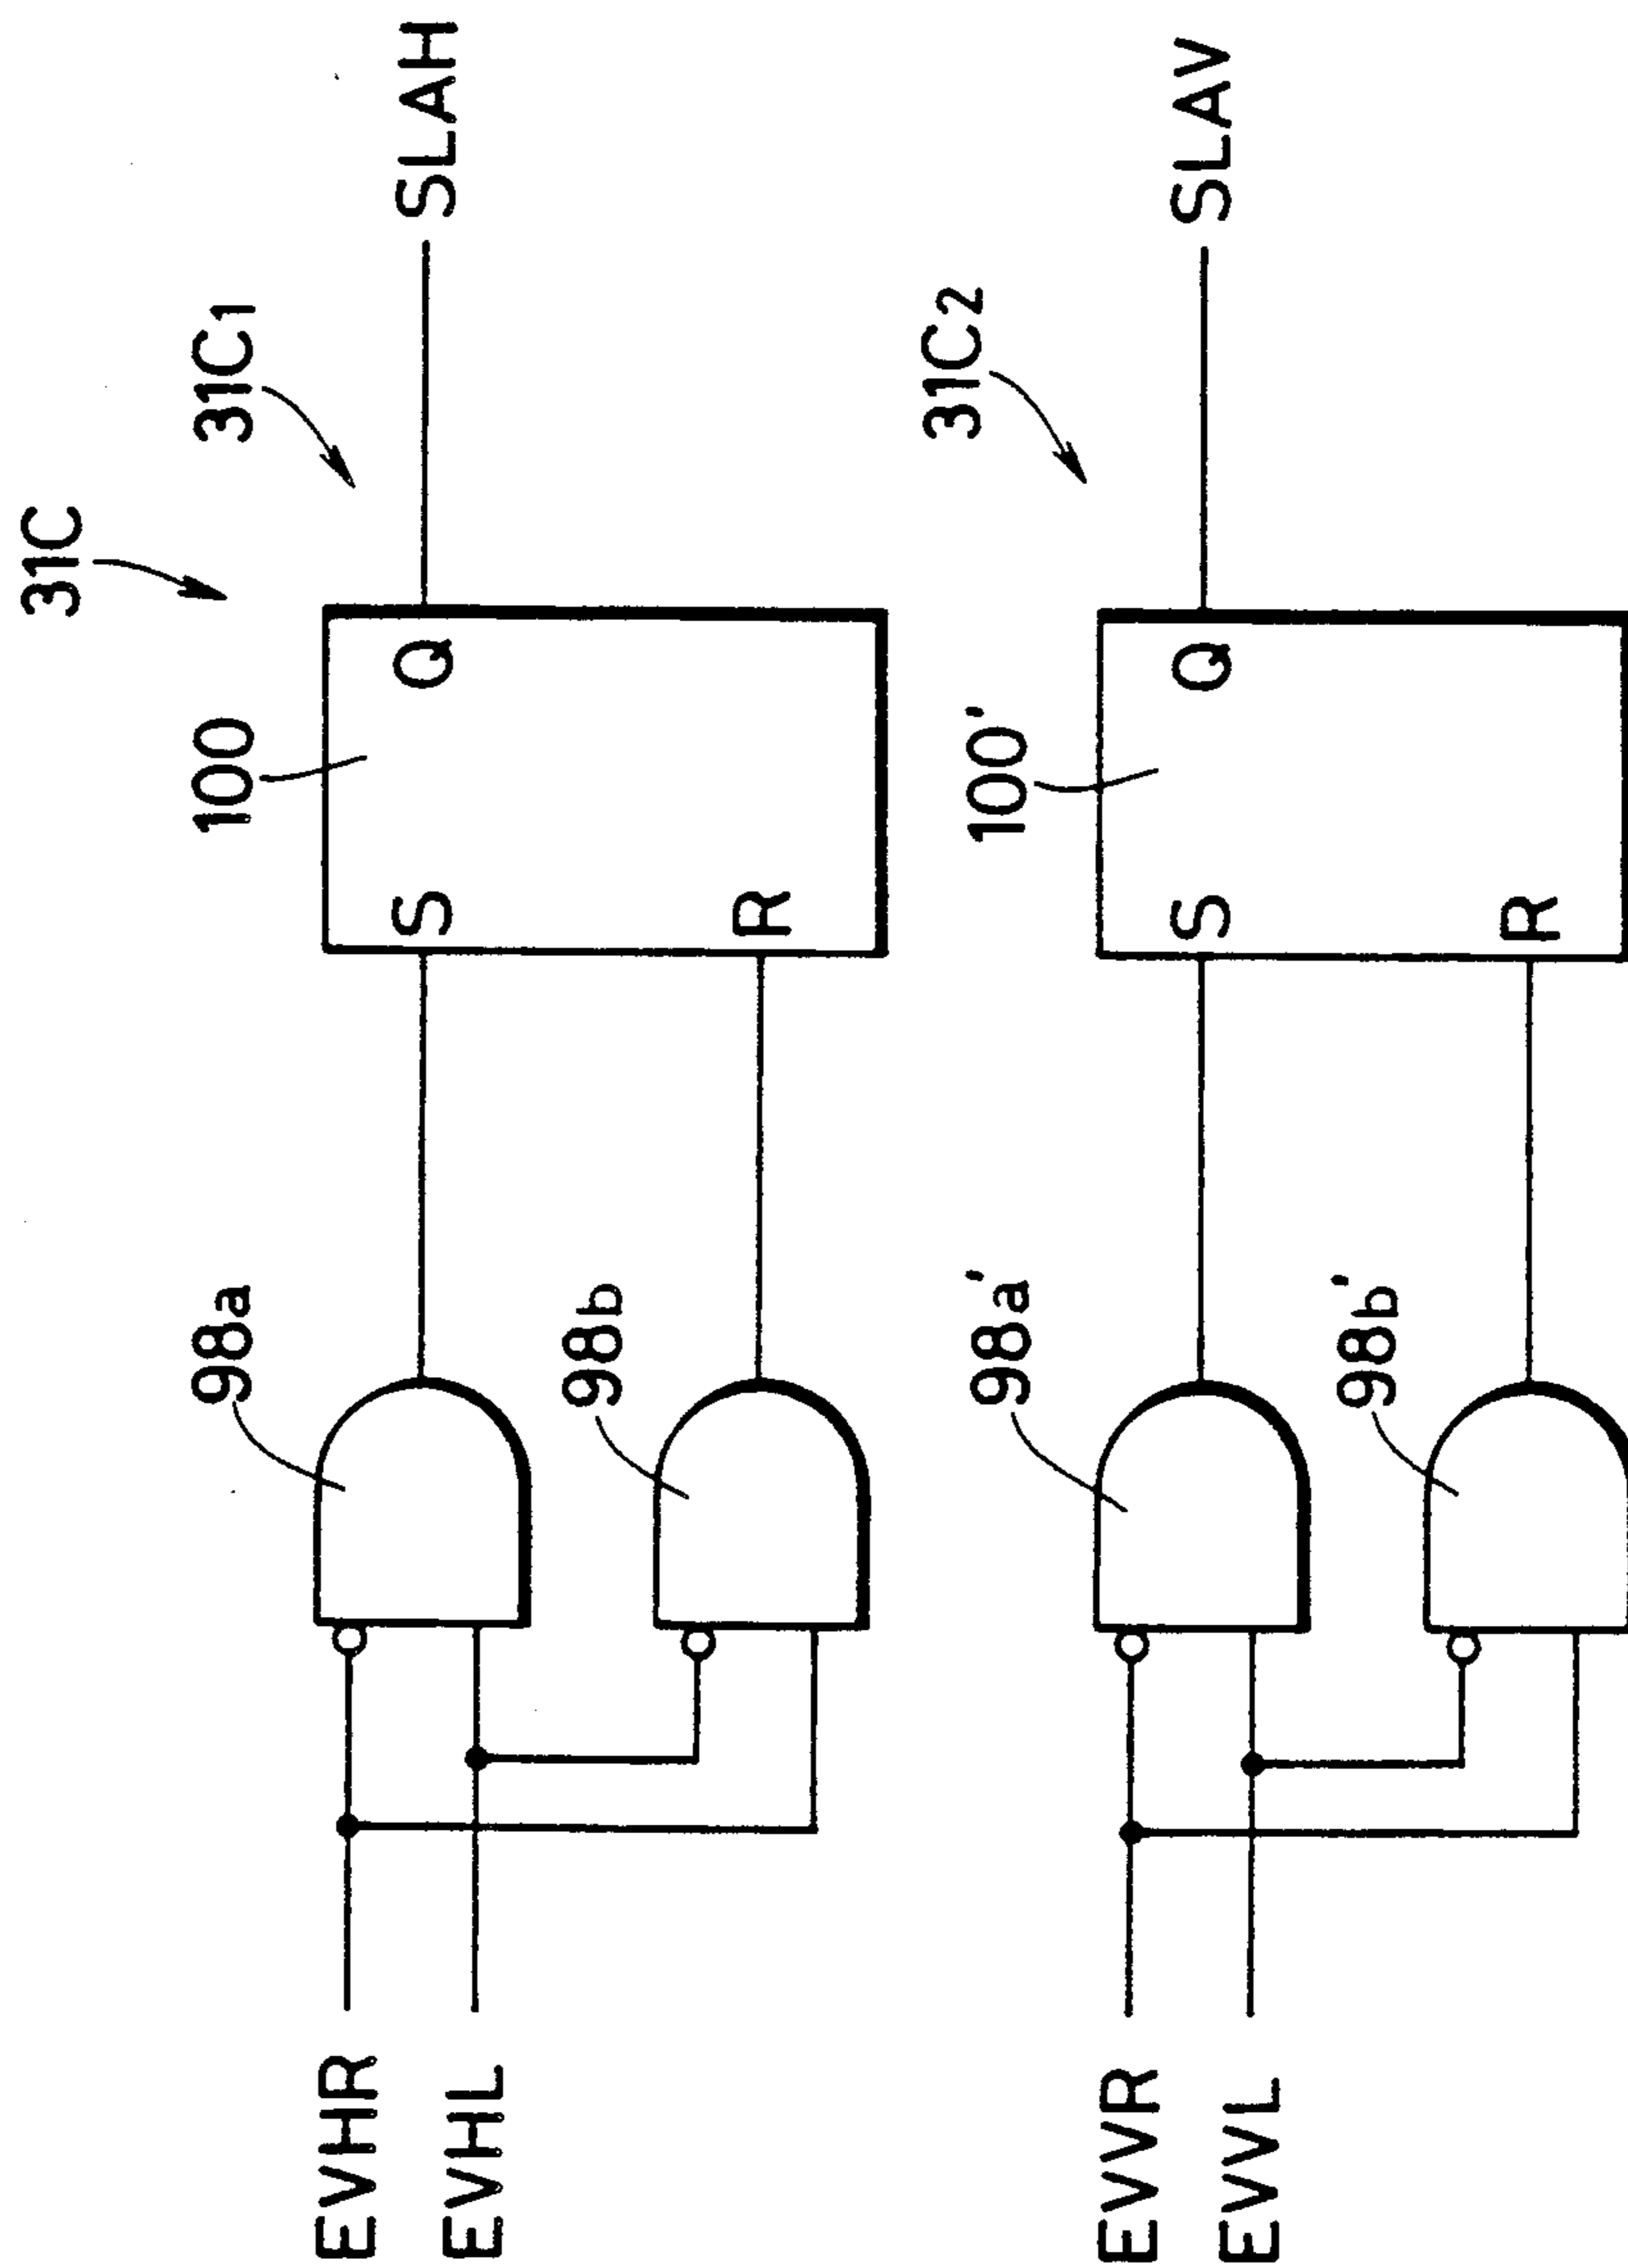 31C
31C1
98a
100
EVHR
S
Q
SLAH
EVHL
98b
R
31C2
98a'
100'
EVVR
S
Q
SLAV
EVVL
98b'
R